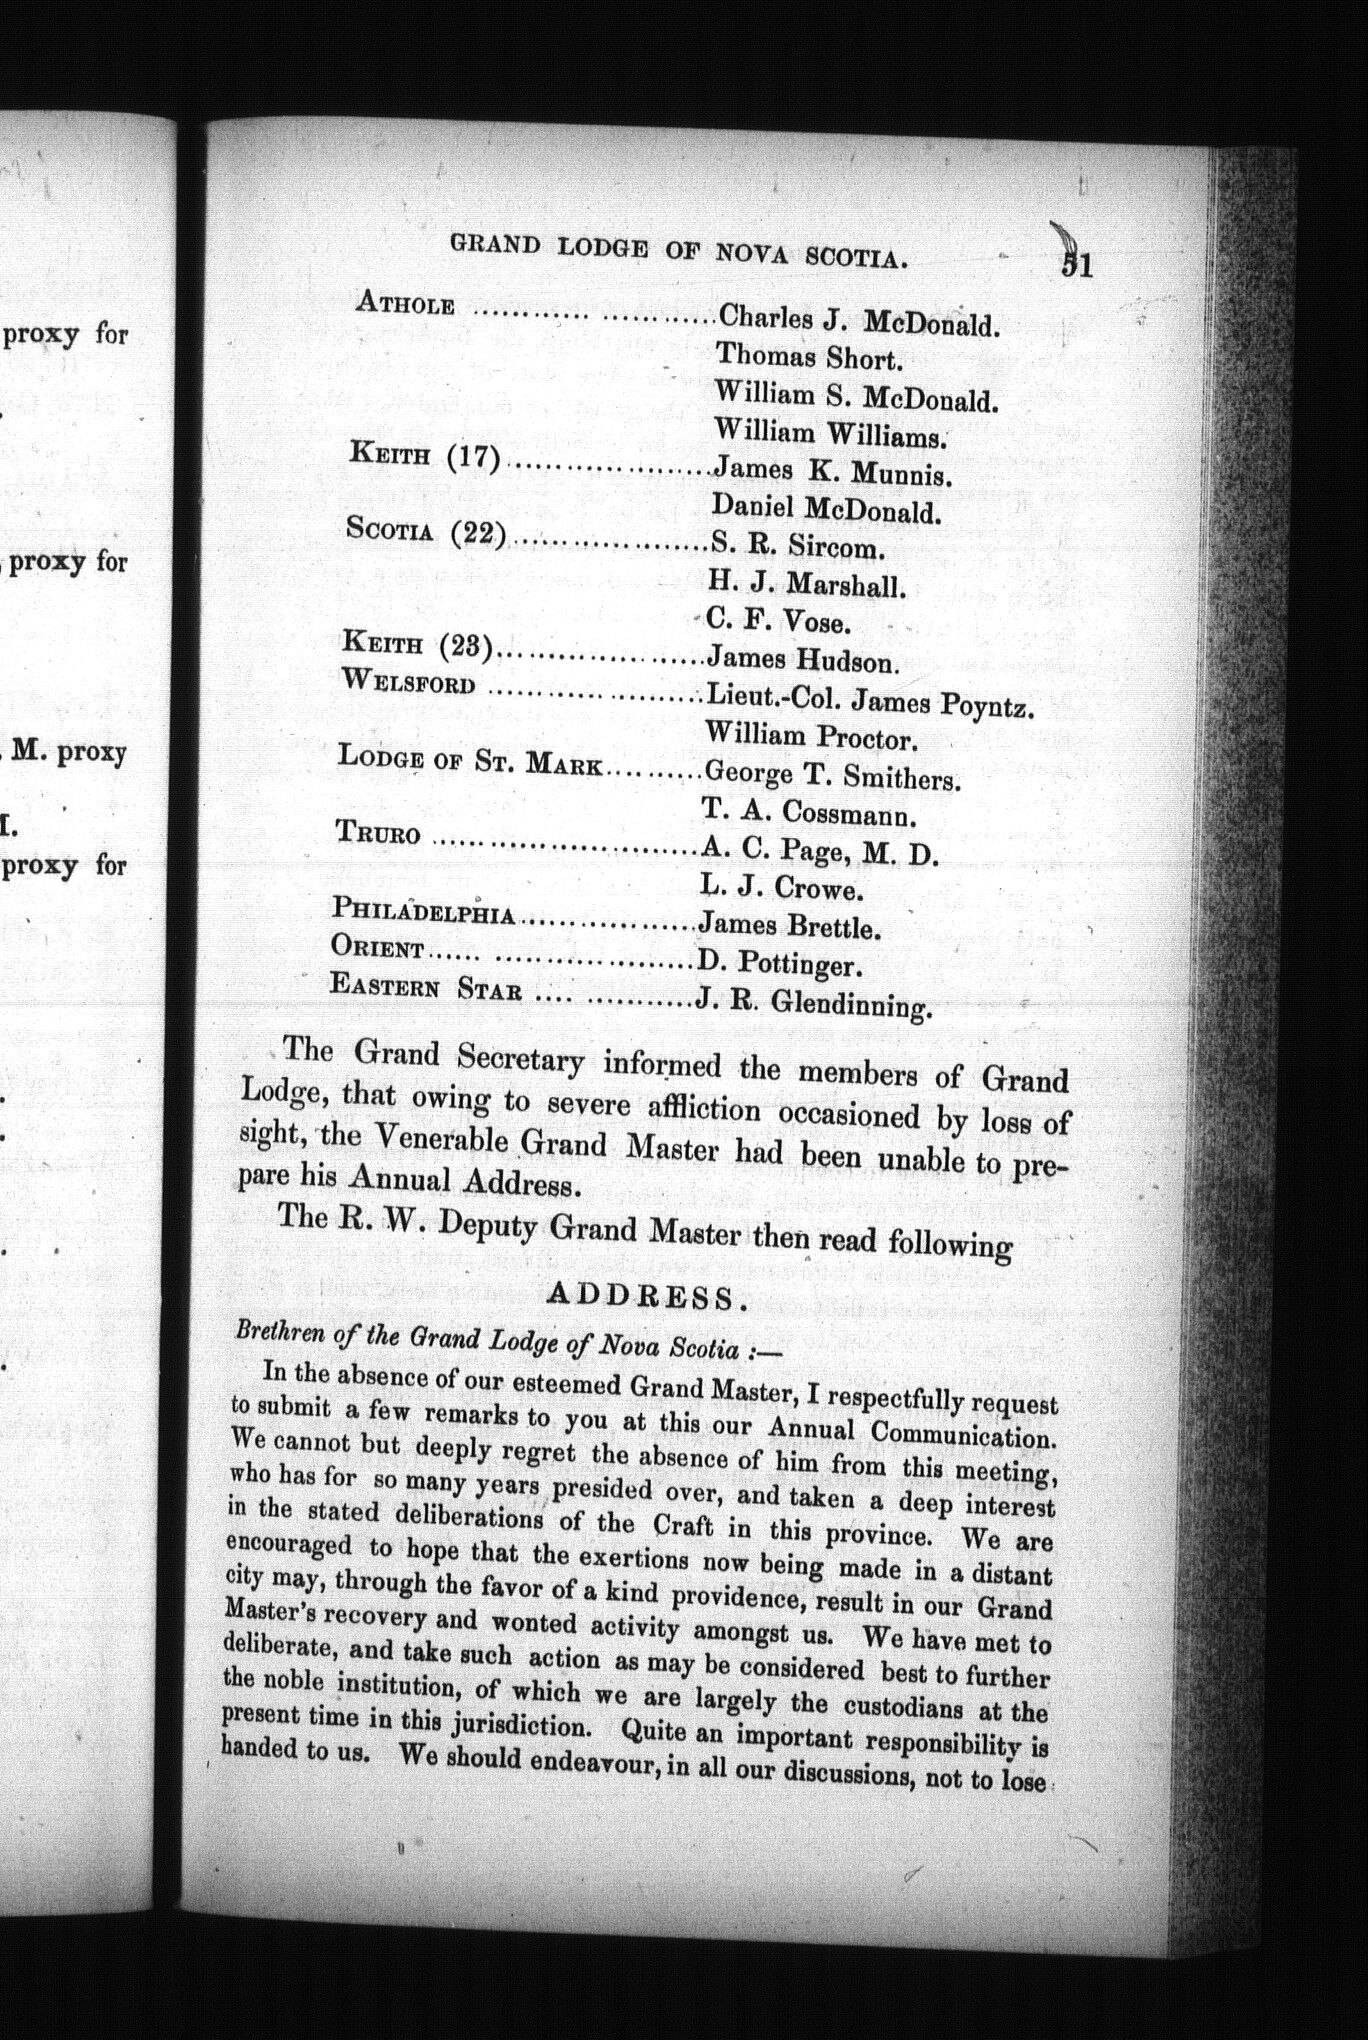 proxy for
proxy for
M. proxy
proxy for
GRAND LODGE OF NOVA SCOTIA. 51
ATHOLE ........................Charles J. McDonald.
Thomas Short.
William S. McDonald.
William Williams.
KEITH (17)....................James K. Munnis.
Daniel McDonald.
SCOTIA (22)....................S. R. Sircom.
H. J. Marshall.
C. F. Vose.
KEITH (23)....................James Hudson.
WELSFORD ....................Lieut.-Col. James Poyntz.
William Proctor.
LODGE OF ST. MARK..........George T. Smithers.
T. A. Cossmann.
TRURO ..........................A. C. Page, M. D.
L. J. Crowe.
PHILADELPHIA.................James Brettle.
ORIENT...... ...................D. Pottinger.
EASTERN STAR .... ...........J. R. Glendinning.
The Grand Secretary informed the members of Grand
Lodge, that owing to severe affliction occasioned by loss of
sight, the Venerable Grand Master had been unable to pre-
pare his Annual Address.
The R. W. Deputy Grand Master then read following
ADDRESS.
Brethren of the Grand Lodge of Nova Scotia :—
In the absence of our esteemed Grand Master, I respectfully request
to submit a few remarks to you at this our Annual Communication.
We cannot but deeply regret the absence of him from this meeting,
who has for so many years presided over, and taken a deep interest
in the stated deliberations of the Craft in this province. We are
encouraged to hope that the exertions now being made in a distant
city may, through the favor of a kind providence, result in our Grand
Master's recovery and wonted activity amongst us. We have met to
deliberate, and take such action as may be considered best to further
the noble institution, of which we are largely the custodians at the
present time in this jurisdiction. Quite an important responsibility is
handed to us. We should endeavour, in all our discussions, not to lose